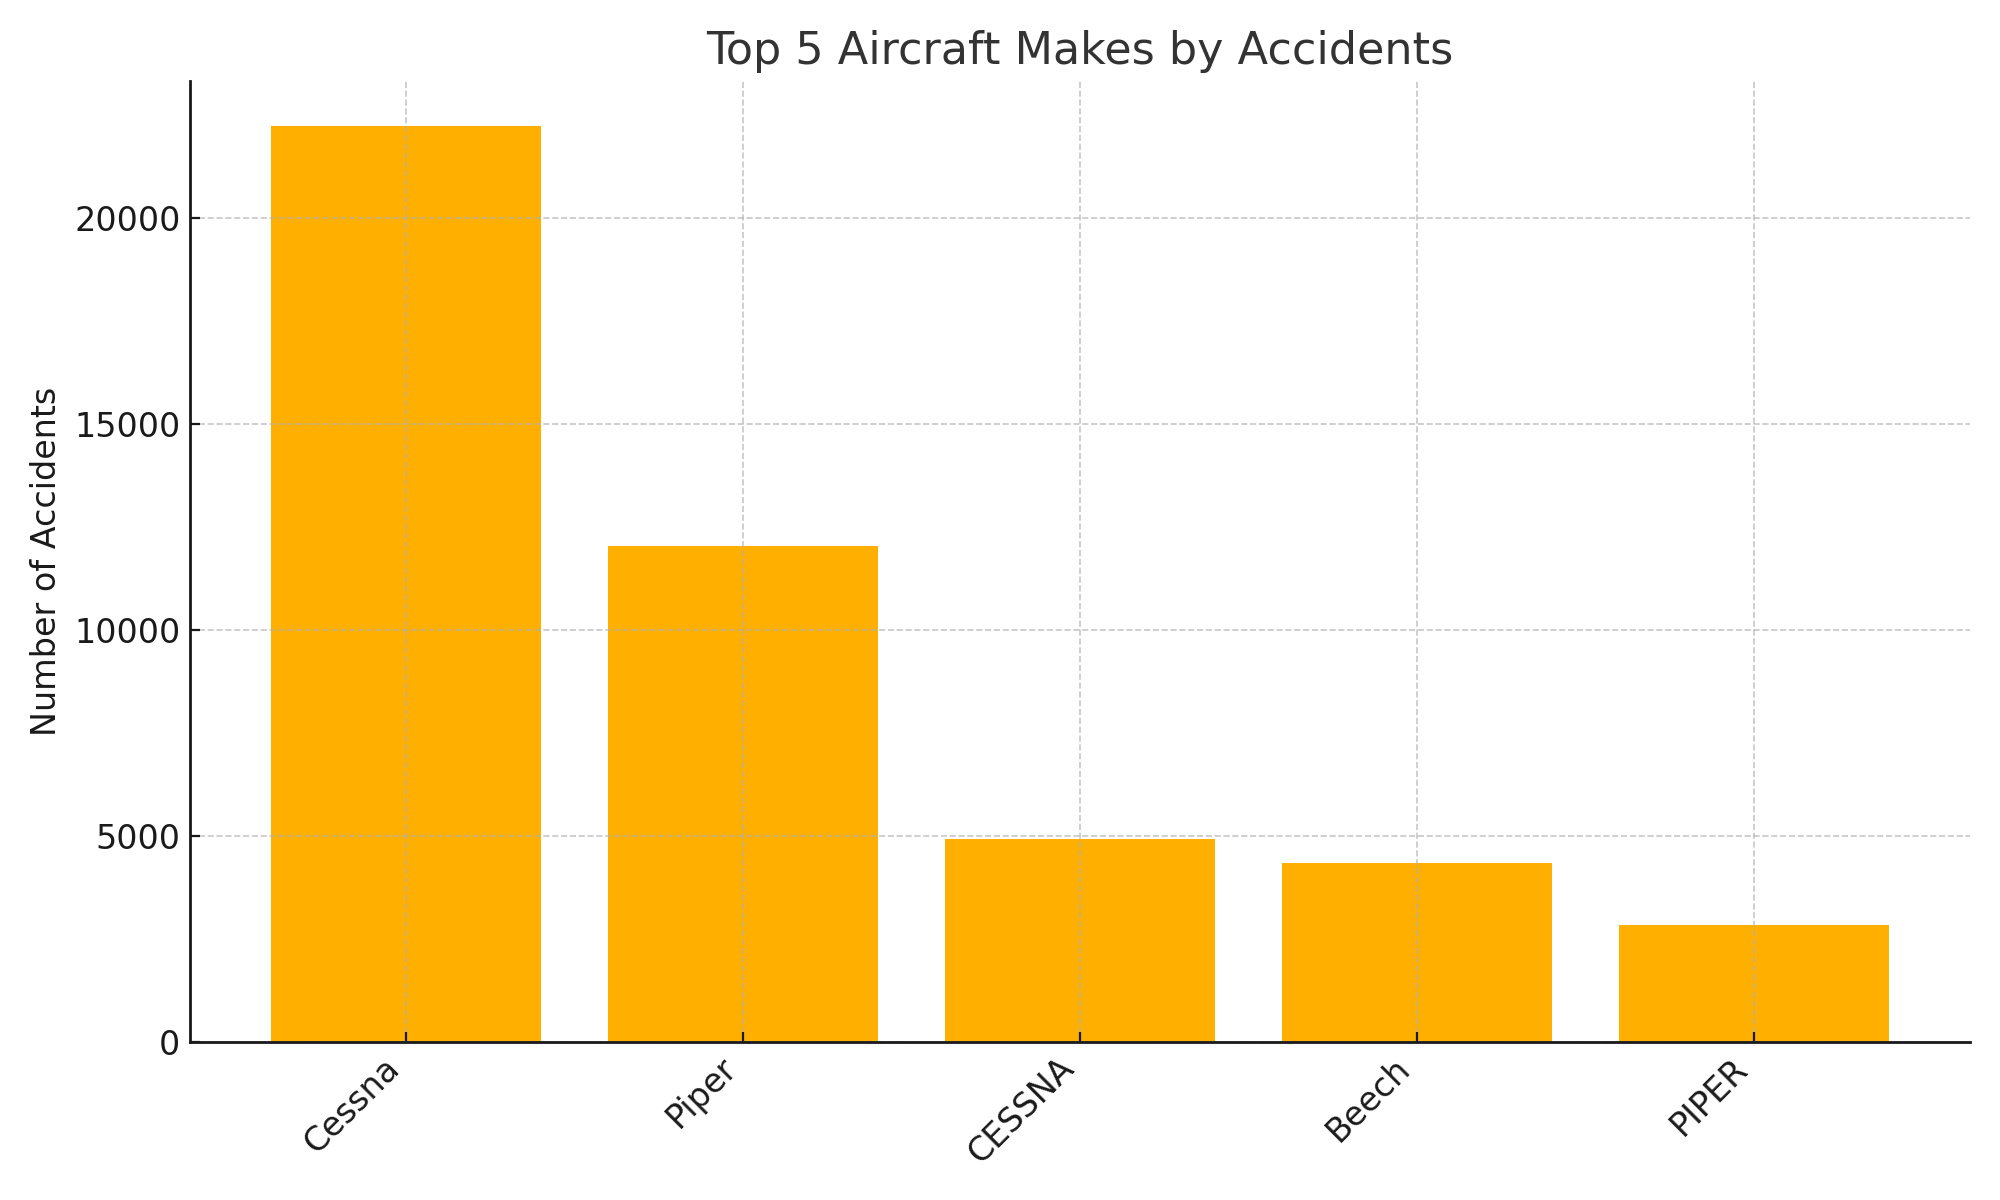 Top 5 Aircraft Makes by Accidents
Number of Accidents
20000
15000
10000
5000
0
Cessna
Piper
CESSNA
Beech
PIPER